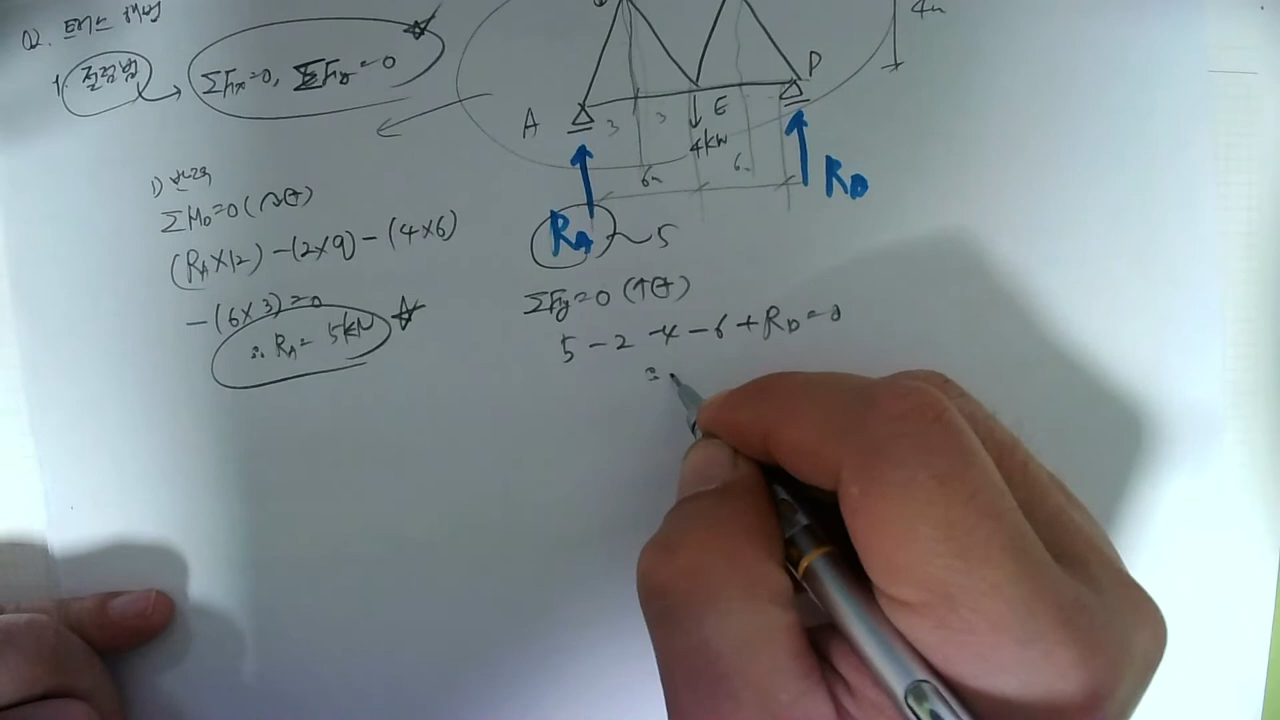 Q2. 트러스 해법
1. 절점법 → ΣFx=0, ΣFy=0
4m
A
3
3
E
D
4kN
6m
6m
RA
5
RD
1) 반력
ΣMD=0 (↷⊕)
(RA×12)-(2×9)-(4×6)
-(6×3)=0
∴ RA=5kN
ΣFy=0 (↑⊕)
5-2-4-6+RD=0